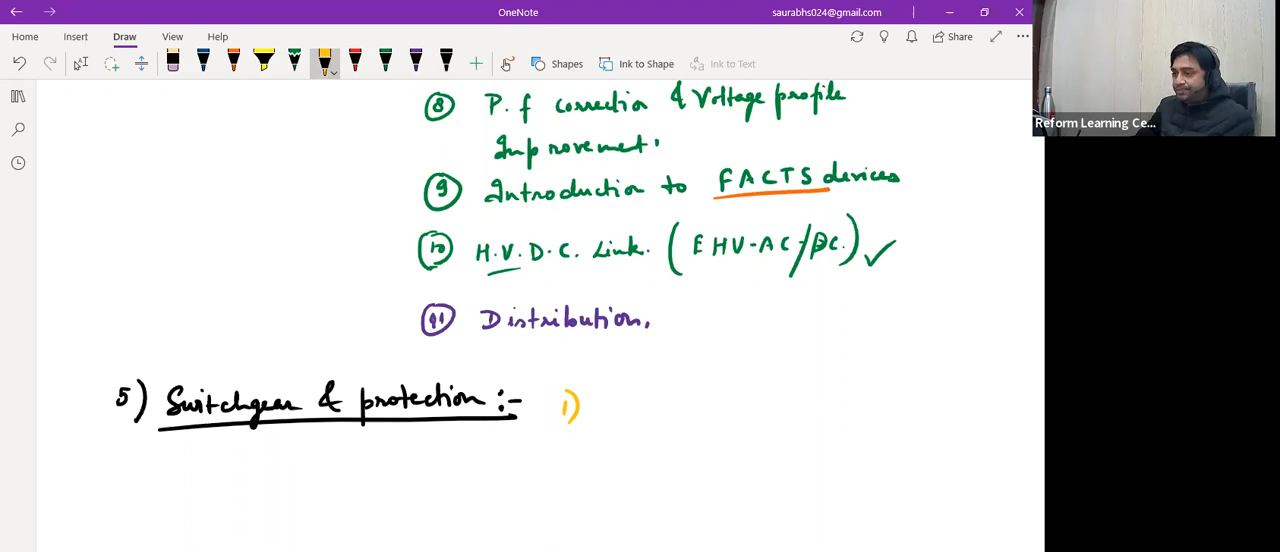 OneNote
saurabhs024@gmail.com
Home Insert Draw View Help
Share
Shapes
Ink to Shape
Ink to Text
Reform Learning Ce...
⑧ P.f correction & Voltage profile
Improvemet.
⑨ Introduction to FACTS devices
⑩ H.V.D.C. Link. (EHV-AC/DC.) ✓
⑪ Distribution.
5) Switchgear & protection :- 1)